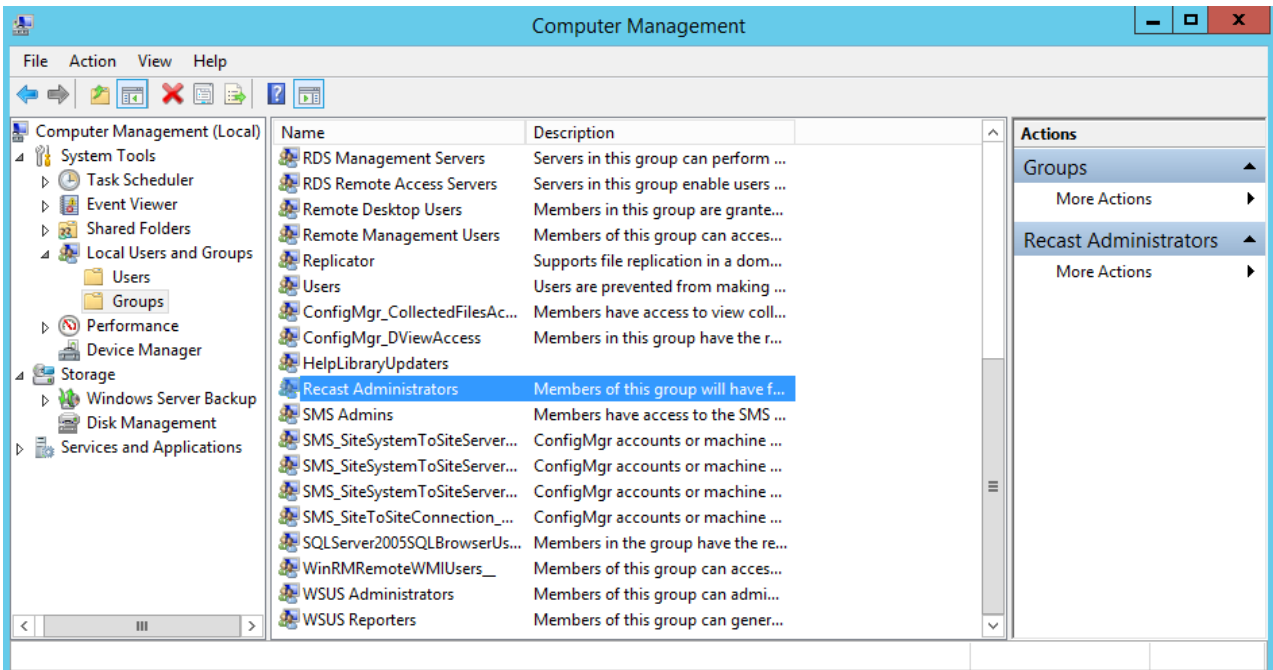 Computer Management
File Action View Help
Computer Management (Local)
System Tools
Task Scheduler
Event Viewer
Shared Folders
Local Users and Groups
Users
Groups
Performance
Device Manager
Storage
Windows Server Backup
Disk Management
Services and Applications
Name Description
RDS Management Servers Servers in this group can perform ...
RDS Remote Access Servers Servers in this group enable users ...
Remote Desktop Users Members in this group are grante...
Remote Management Users Members of this group can acces...
Replicator Supports file replication in a dom...
Users Users are prevented from making ...
ConfigMgr_CollectedFilesAc... Members have access to view coll...
ConfigMgr_DViewAccess Members in this group have the r...
HelpLibraryUpdaters
Recast Administrators Members of this group will have f...
SMS Admins Members have access to the SMS ...
SMS_SiteSystemToSiteServer... ConfigMgr accounts or machine ...
SMS_SiteSystemToSiteServer... ConfigMgr accounts or machine ...
SMS_SiteSystemToSiteServer... ConfigMgr accounts or machine ...
SMS_SiteToSiteConnection_... ConfigMgr accounts or machine ...
SQLServer2005SQLBrowserUs... Members in the group have the re...
WinRMRemoteWMIUsers__ Members of this group can acces...
WSUS Administrators Members of this group can admi...
WSUS Reporters Members of this group can gener...
Actions
Groups
More Actions
Recast Administrators
More Actions